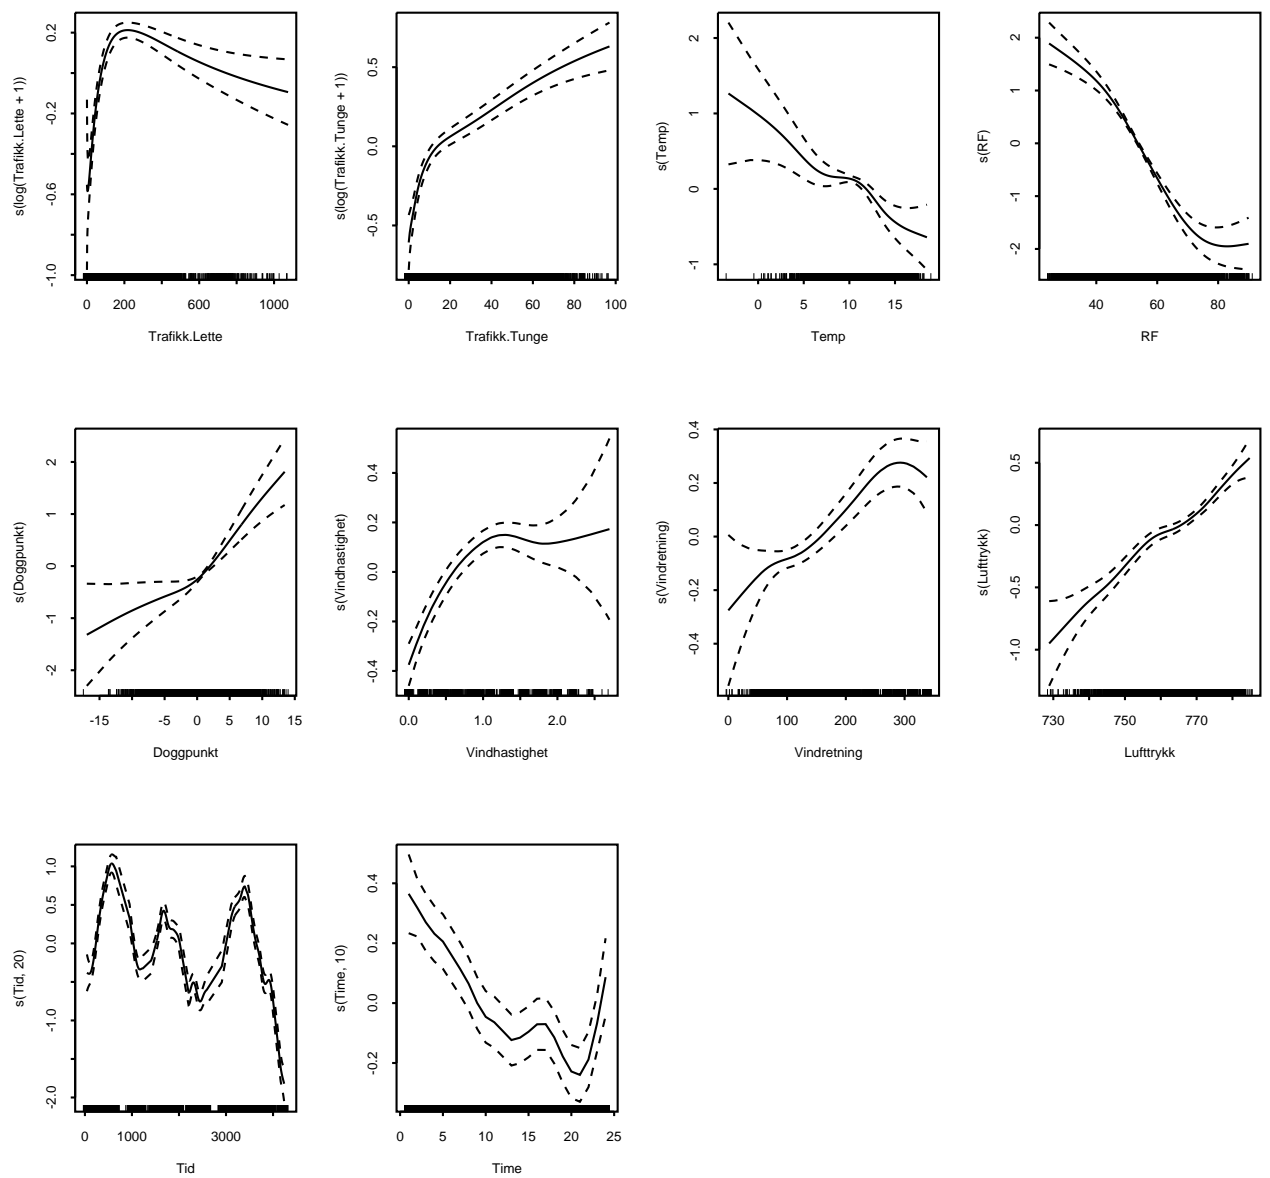 s(log(Trafikk.Lette + 1))
-1.0 -0.6 -0.2 0.2
0 200 600 1000
Trafikk.Lette
s(log(Trafikk.Tunge + 1))
-0.5 0.0 0.5
0 20 40 60 80 100
Trafikk.Tunge
s(Temp)
-1 0 1 2
0 5 10 15
Temp
s(RF)
-2 -1 0 1 2
40 60 80
RF
s(Doggpunkt)
-2 -1 0 1 2
-15 -5 0 5 10 15
Doggpunkt
s(Vindhastighet)
-0.4 -0.2 0.0 0.2 0.4
0.0 1.0 2.0
Vindhastighet
s(Vindretning)
-0.4 -0.2 0.0 0.2 0.4
0 100 200 300
Vindretning
s(Lufttrykk)
-1.0 -0.5 0.0 0.5
730 750 770
Lufttrykk
s(Tid, 20)
-2.0 -1.0 0.0 0.5 1.0
0 1000 3000
Tid
s(Time, 10)
-0.2 0.0 0.2 0.4
0 5 10 15 20 25
Time